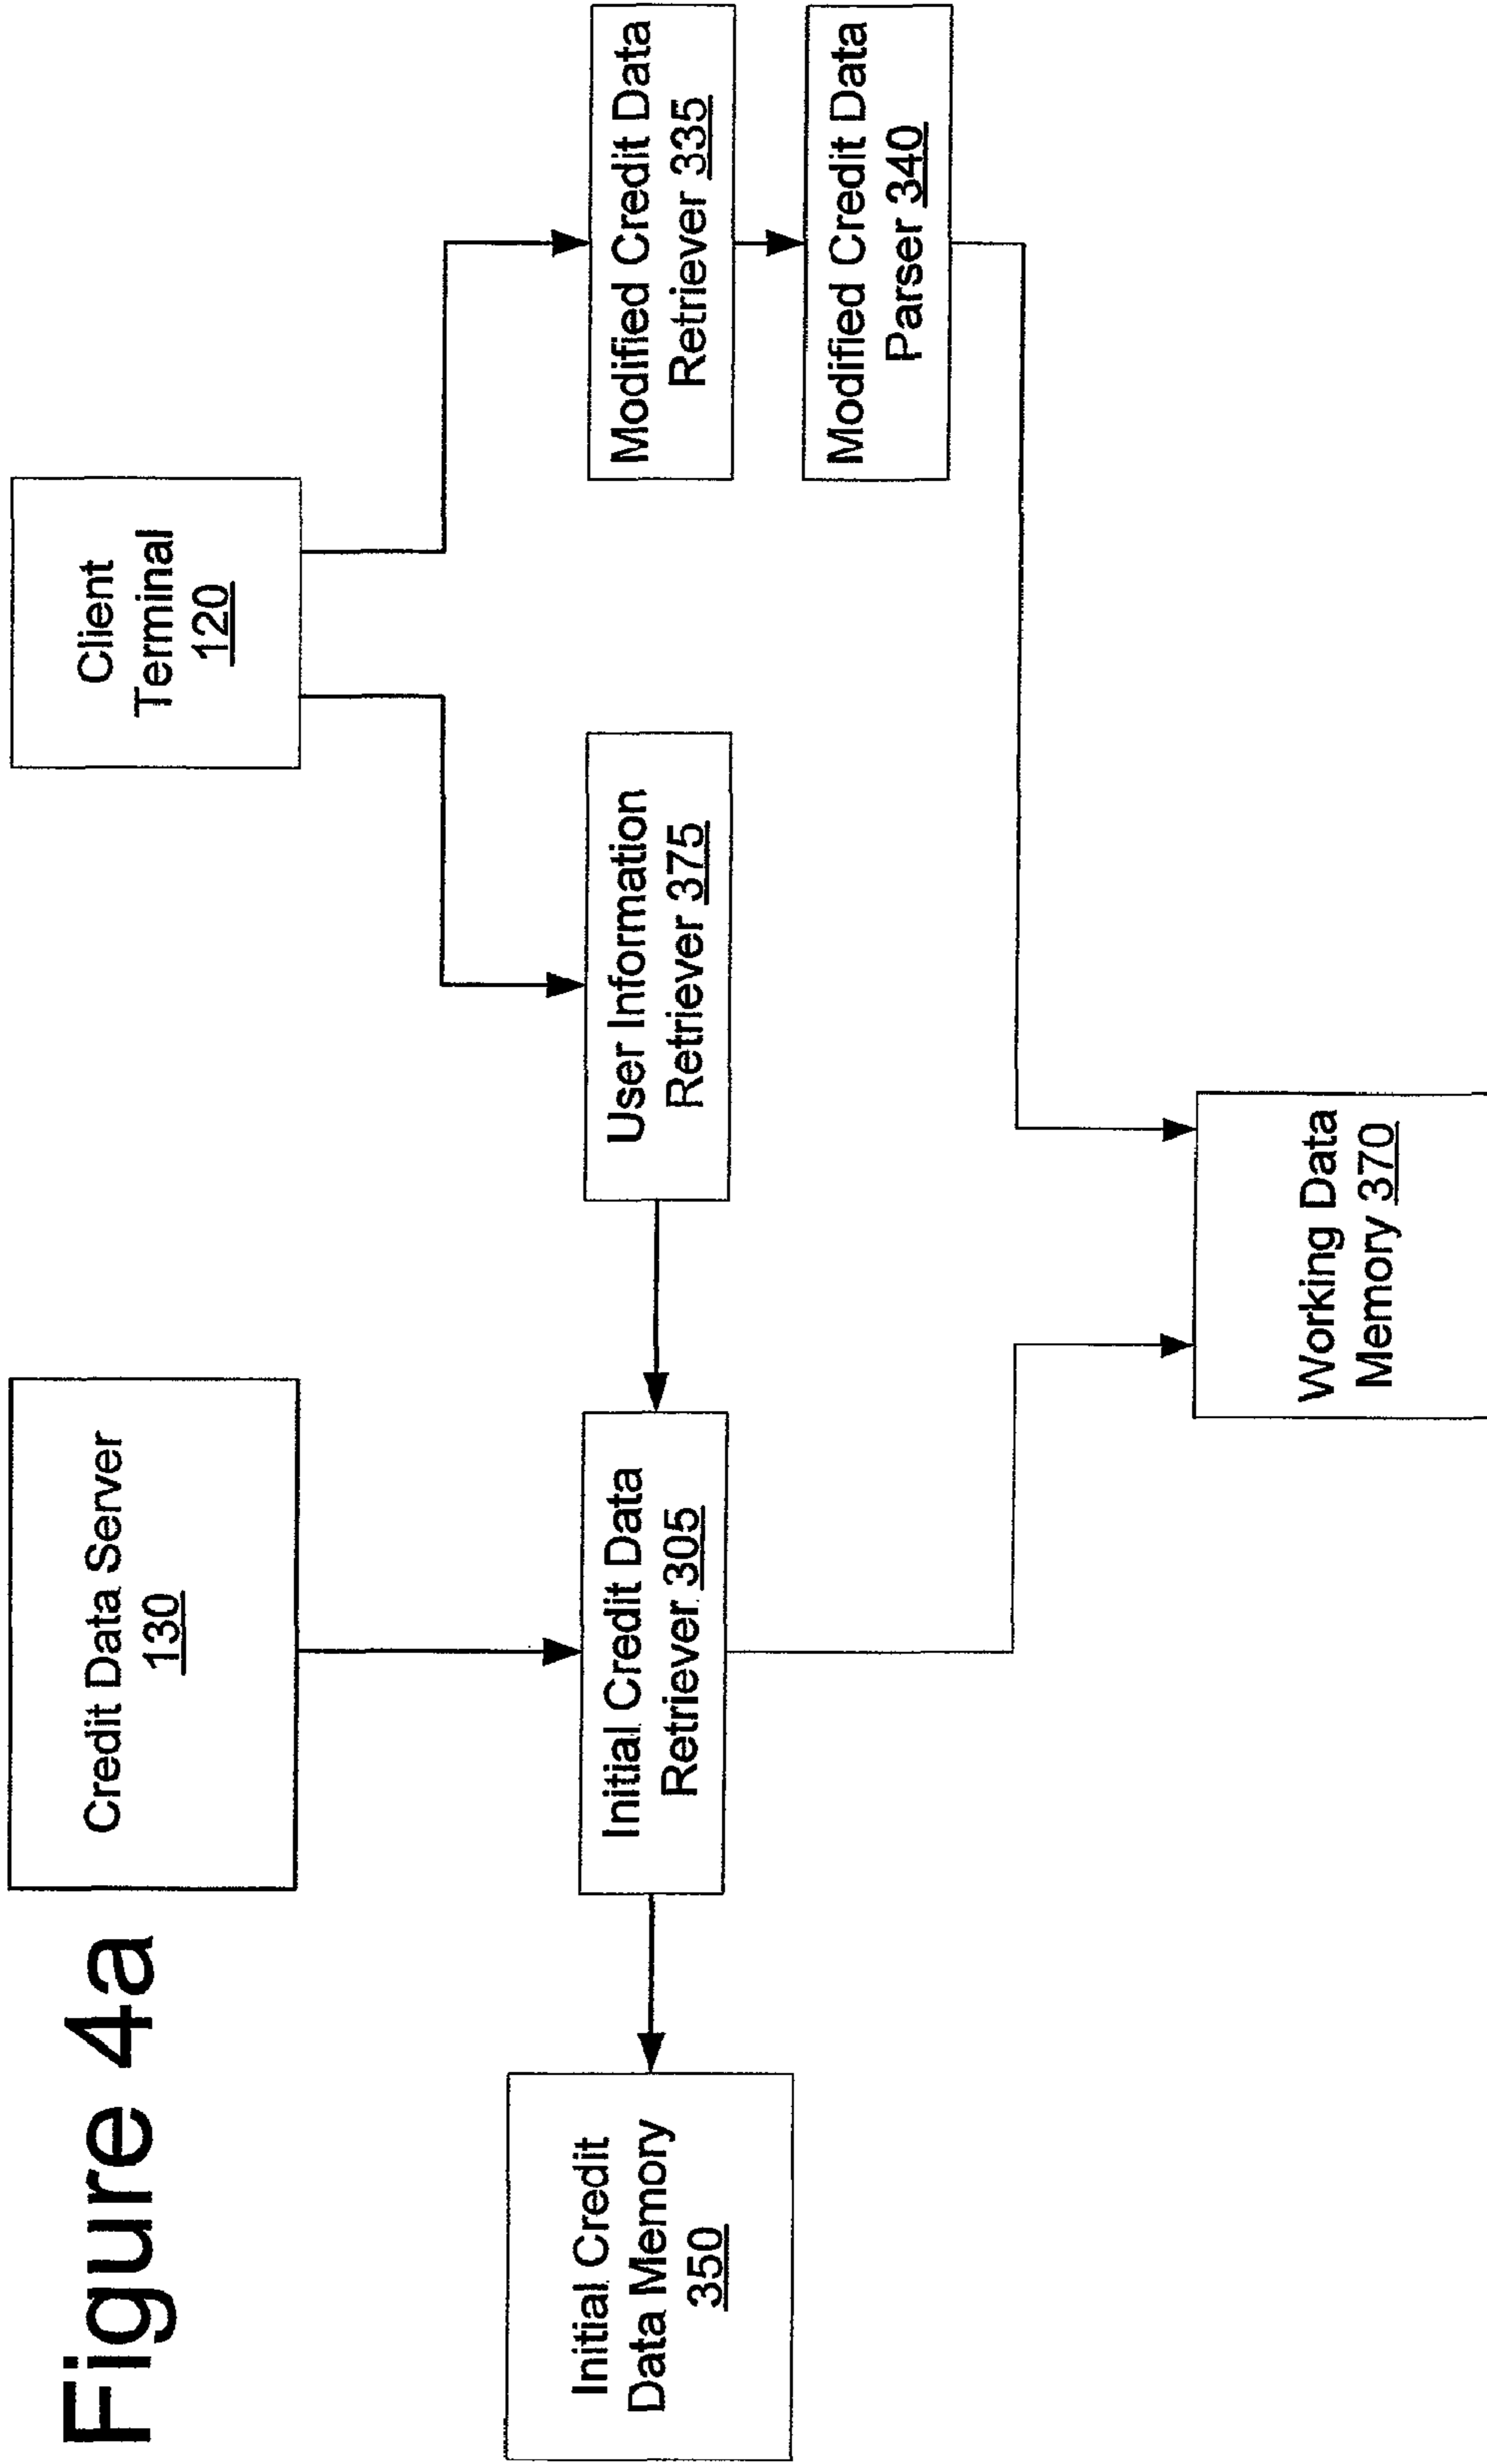 Figure 4a
Credit Data Server
130
Client
Terminal
120
Initial Credit
Data Memory
350
Initial Credit Data
Retriever 305
User Information
Retriever 375
Modified Credit Data
Retriever 335
Modified Credit Data
Parser 340
Working Data
Memory 370